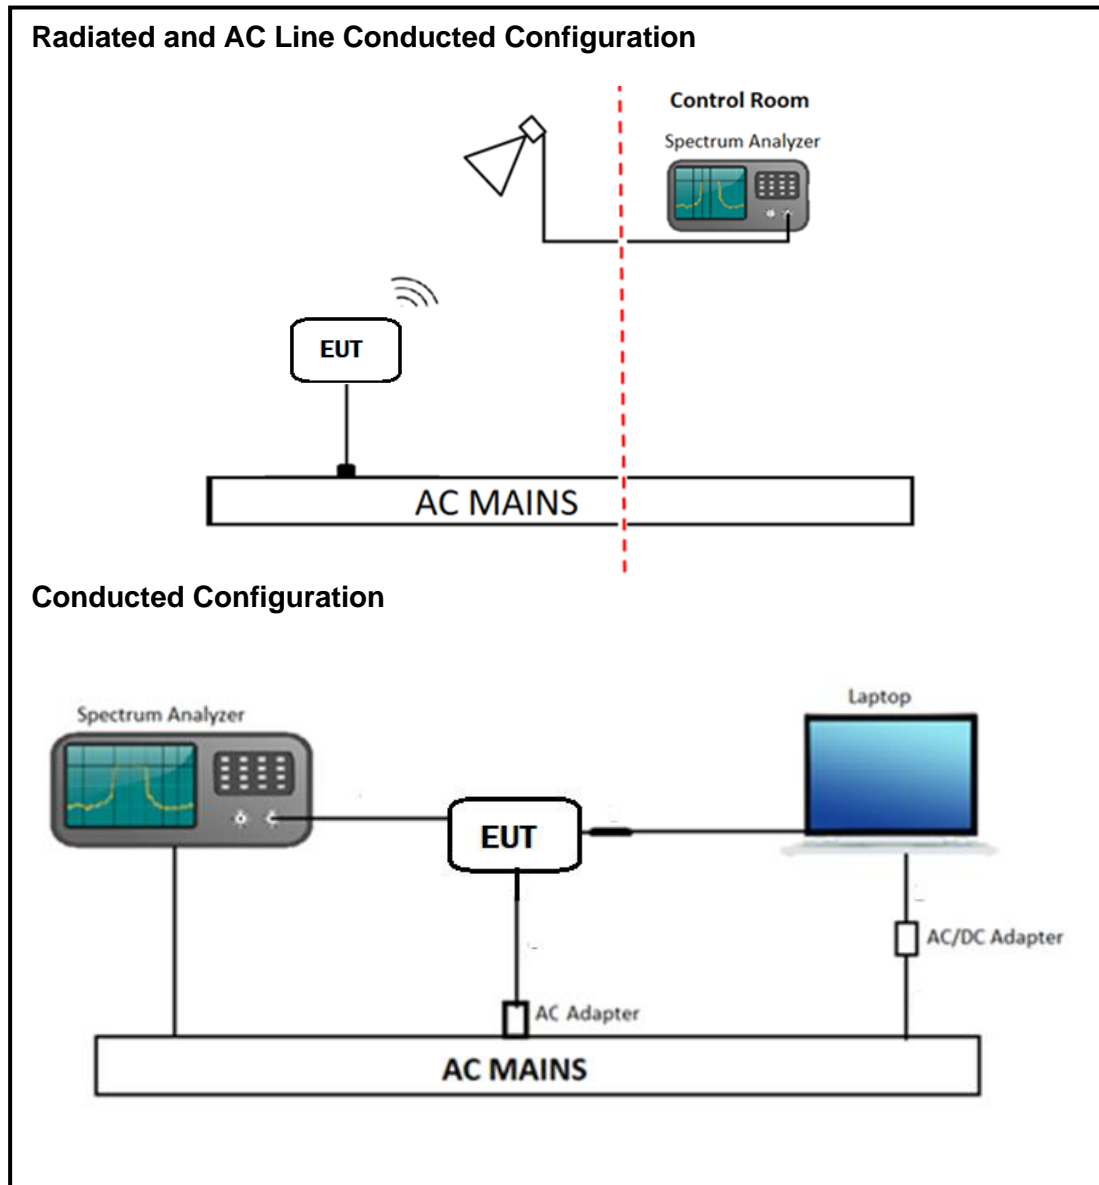 Radiated and AC Line Conducted Configuration
Control Room
Spectrum Analyzer
EUT
AC MAINS
Conducted Configuration
Laptop
Spectrum Analyzer
EUT
AC/DC Adapter
AC Adapter
AC MAINS